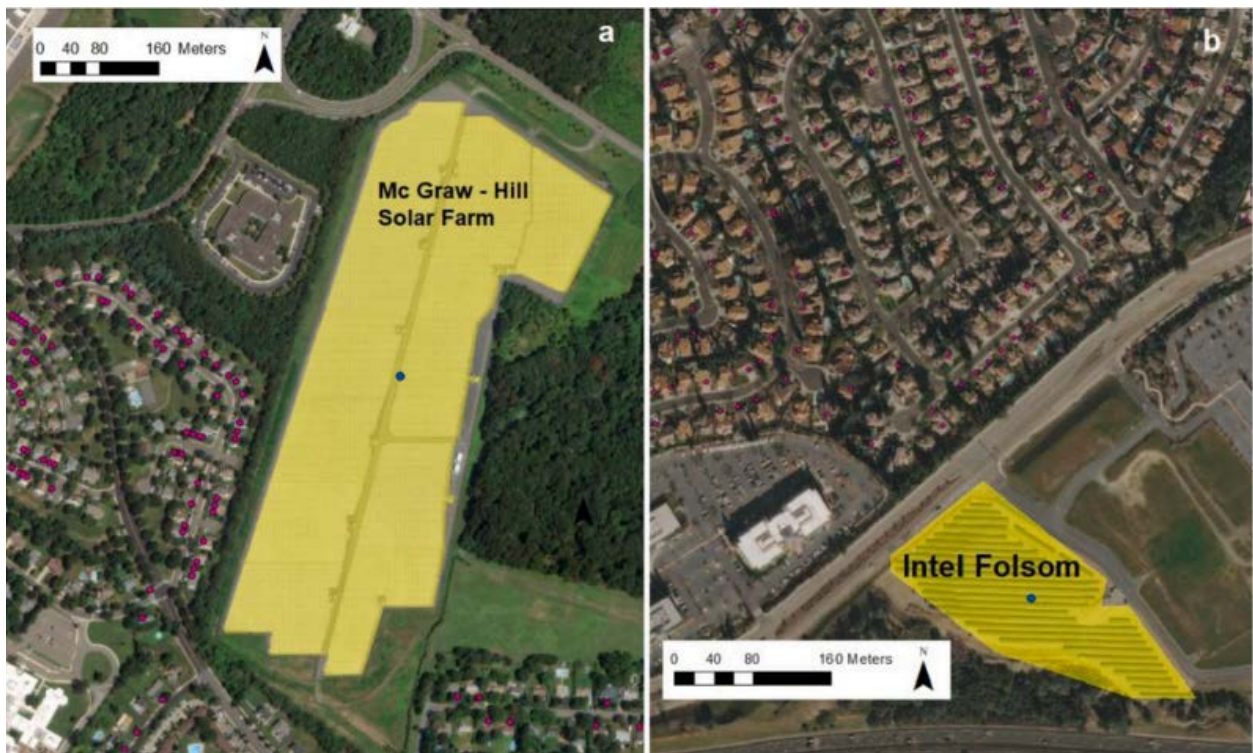 0 40 80 160 Meters
N
a
Mc Graw - Hill
Solar Farm
b
Intel Folsom
0 40 80 160 Meters
N